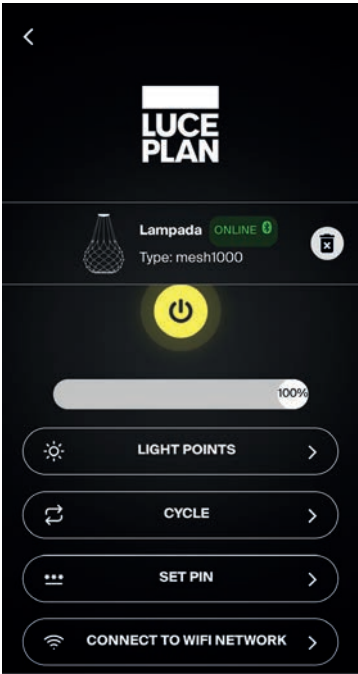 LUCE
PLAN
Lampada ONLINE
Type: mesh1000
100%
LIGHT POINTS
CYCLE
SET PIN
CONNECT TO WIFI NETWORK